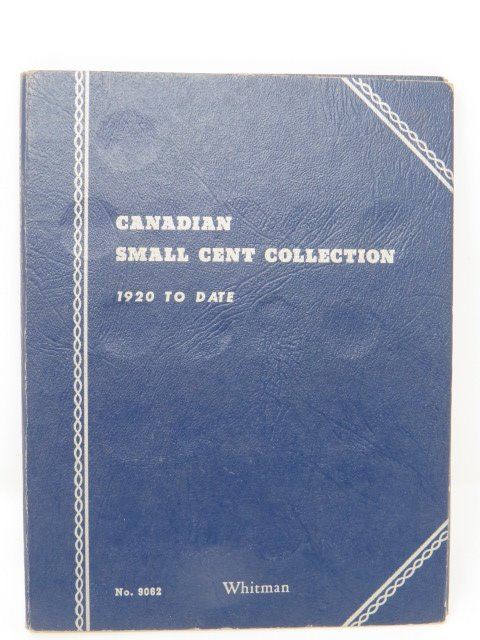 CANADIAN
SMALL CENT COLLECTION
1920 TO DATE
No. 9062 Whitman